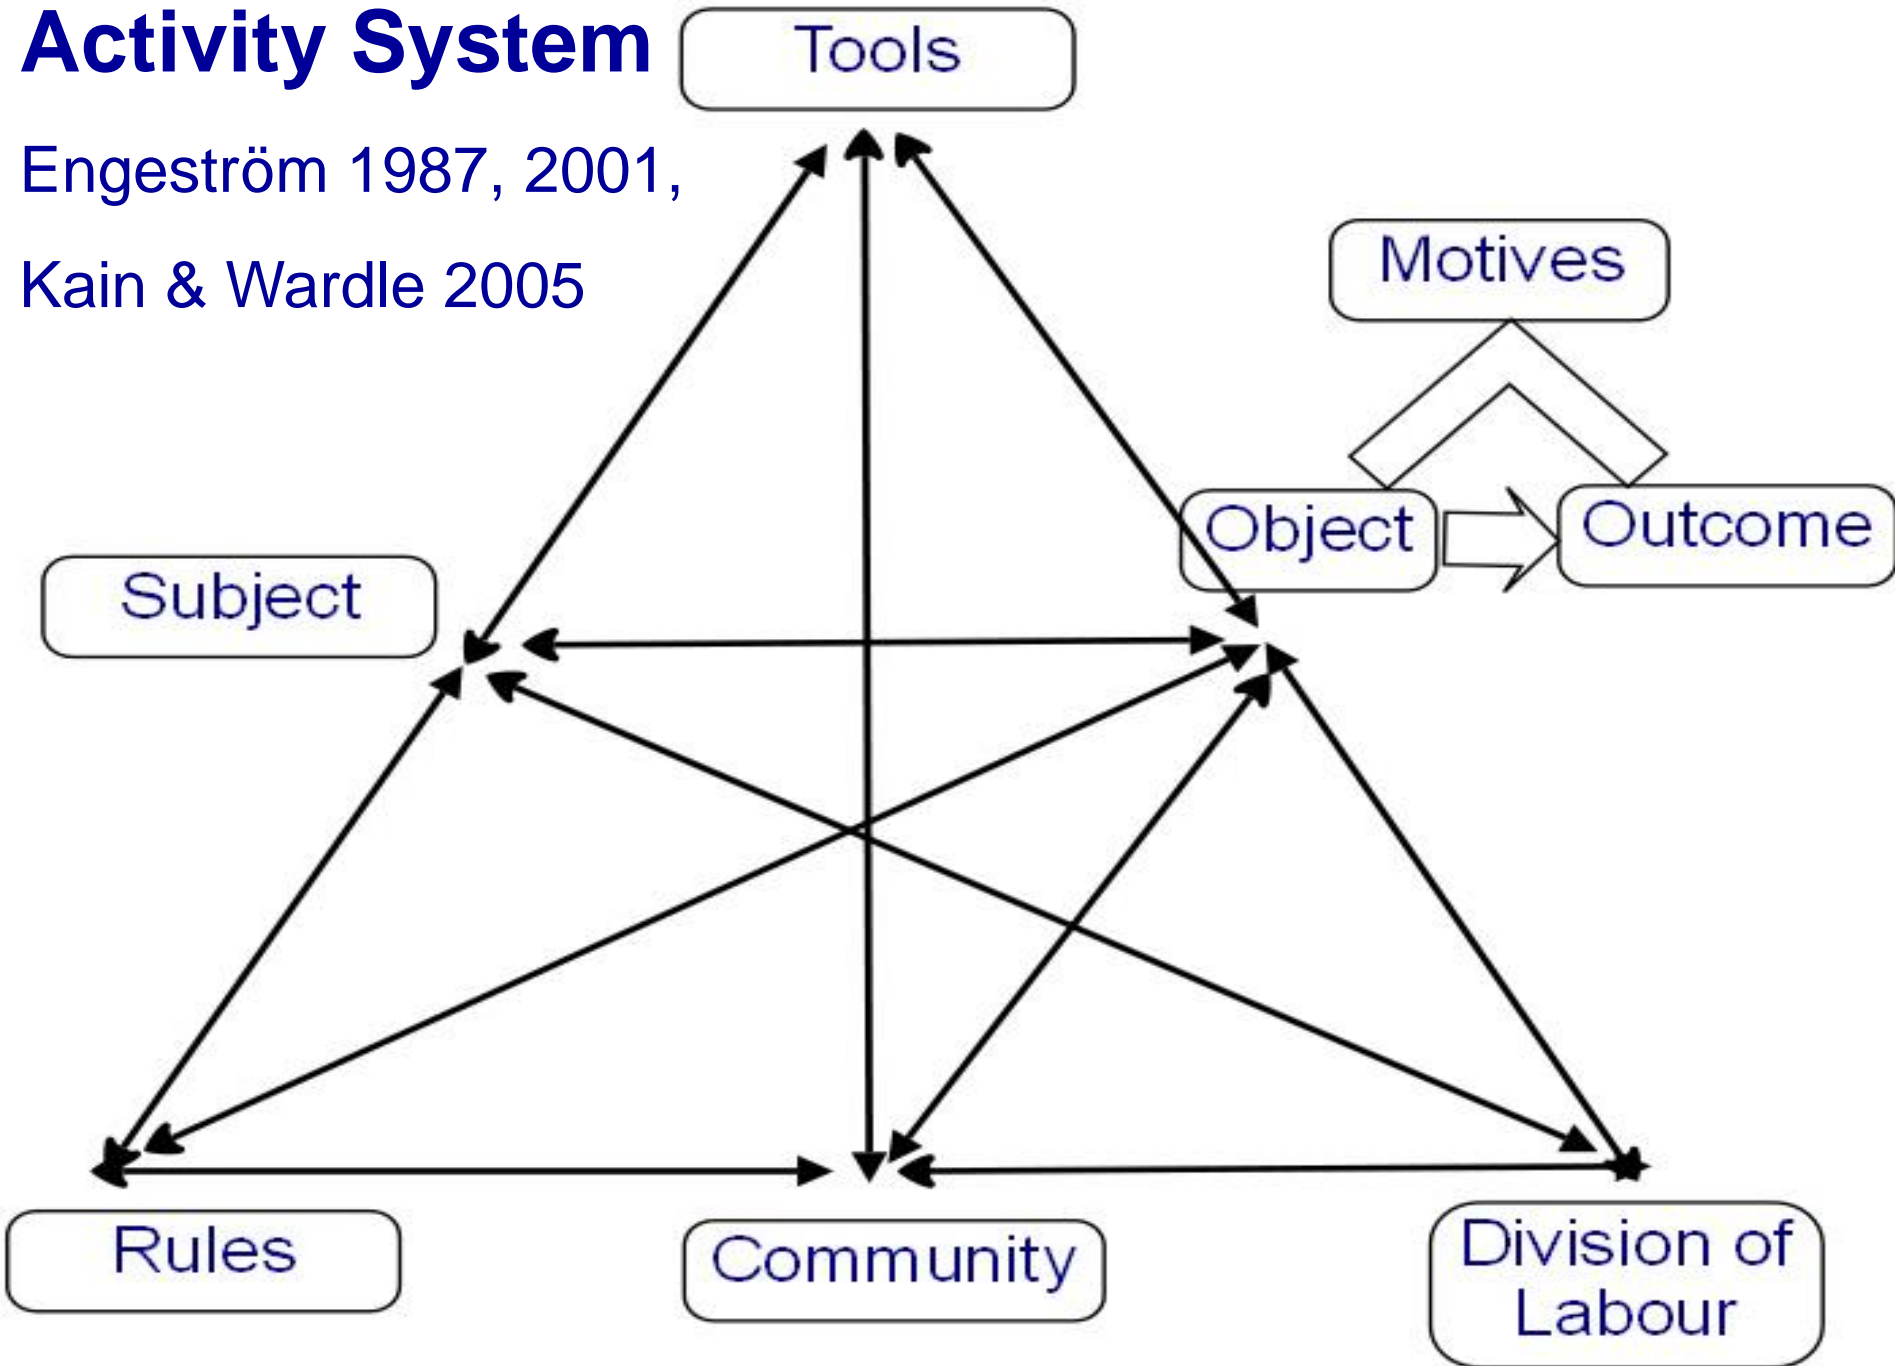 Activity System
Engeström 1987, 2001,
Kain & Wardle 2005
Tools
Motives
Object
Outcome
Subject
Rules
Community
Division of
Labour